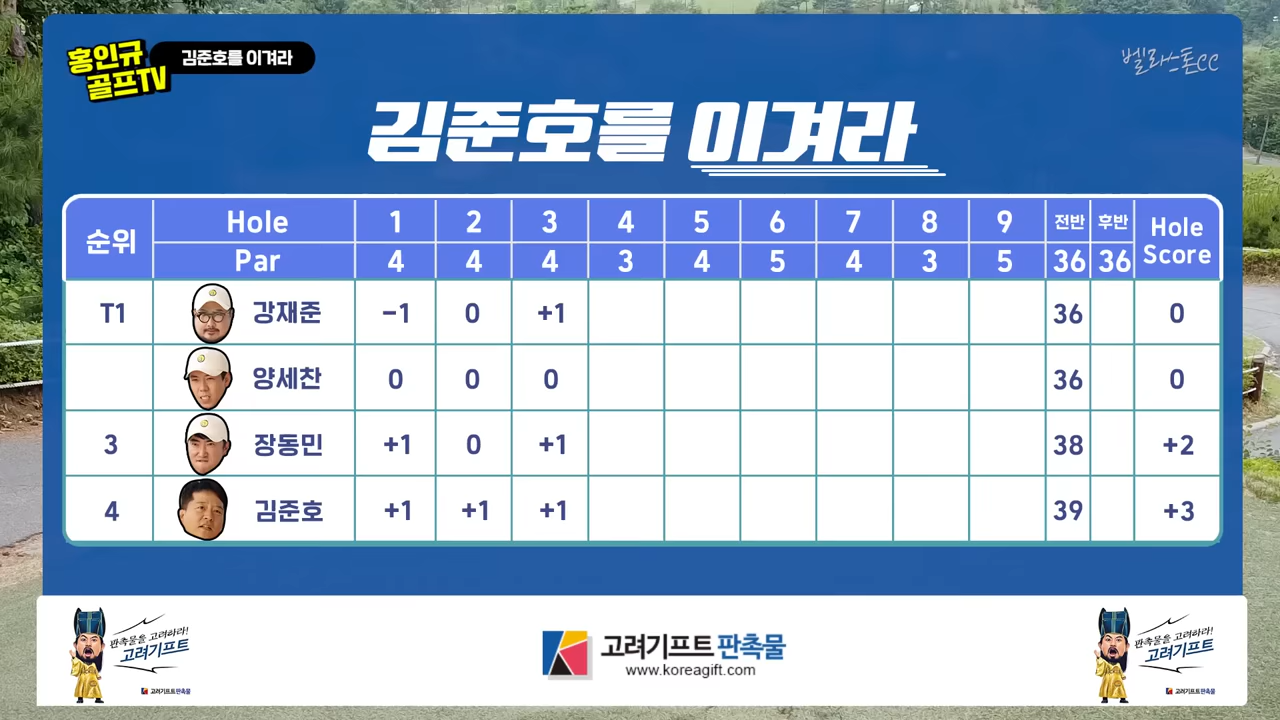 홍인규
골프TV
김준호를 이겨라
벨라스톤CC
김준호를 이겨라
순위 Hole 1 2 3 4 5 6 7 8 9 전반 후반 Hole Score
Par 4 4 4 3 4 5 4 3 5 36 36
T1 강재준 -1 0 +1 36 0
양세찬 0 0 0 36 0
3 장동민 +1 0 +1 38 +2
4 김준호 +1 +1 +1 39 +3
판촉물을 고려하라!
고려기프트
고려기프트판촉물
고려기프트 판촉물
www.koreagift.com
판촉물을 고려하라!
고려기프트
고려기프트판촉물